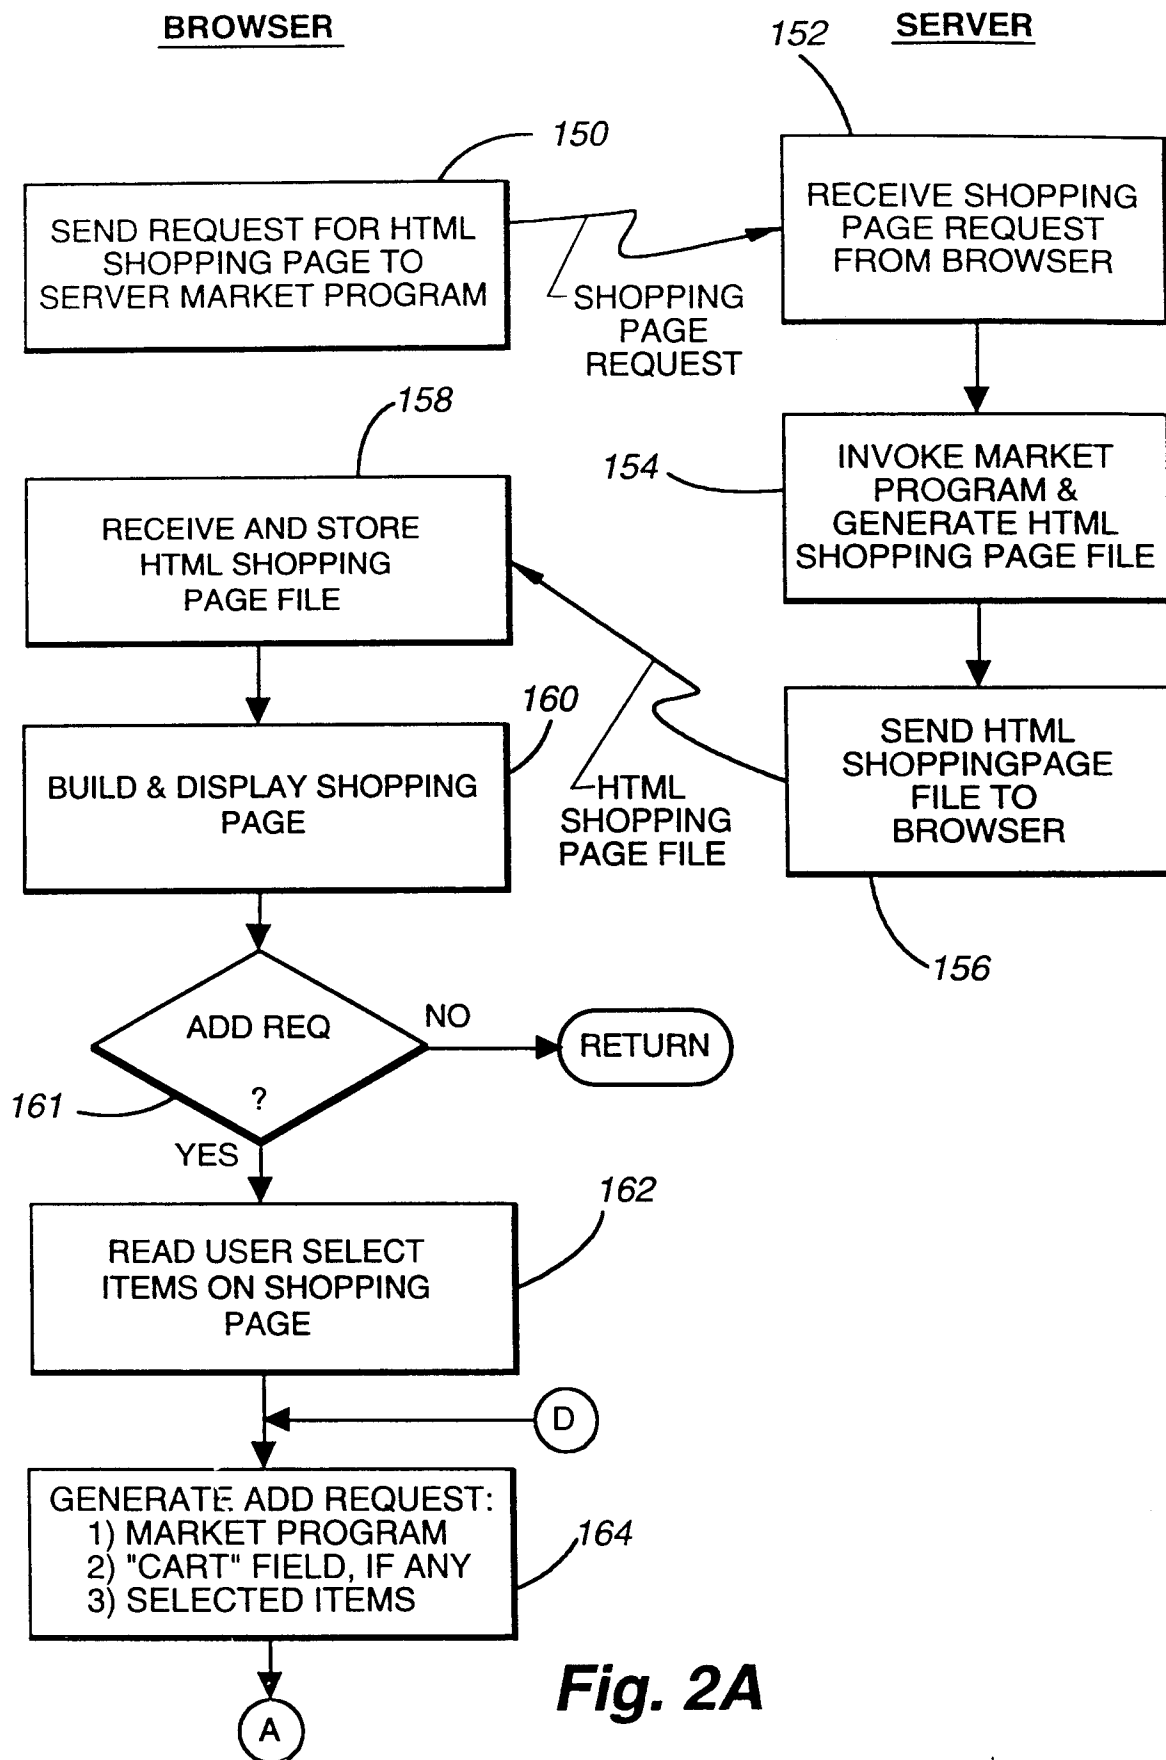 BROWSER
SERVER
152
150
SEND REQUEST FOR HTML
SHOPPING PAGE TO
SERVER MARKET PROGRAM
RECEIVE SHOPPING
PAGE REQUEST
FROM BROWSER
SHOPPING
PAGE
REQUEST
158
154
INVOKE MARKET
PROGRAM &
GENERATE HTML
SHOPPING PAGE FILE
RECEIVE AND STORE
HTML SHOPPING
PAGE FILE
160
BUILD & DISPLAY SHOPPING
PAGE
HTML
SHOPPING
PAGE FILE
SEND HTML
SHOPPINGPAGE
FILE TO
BROWSER
156
ADD REQ
?
NO
RETURN
161
YES
162
READ USER SELECT
ITEMS ON SHOPPING
PAGE
D
GENERATE ADD REQUEST:
1) MARKET PROGRAM
2) "CART" FIELD, IF ANY
3) SELECTED ITEMS
164
A
Fig. 2A